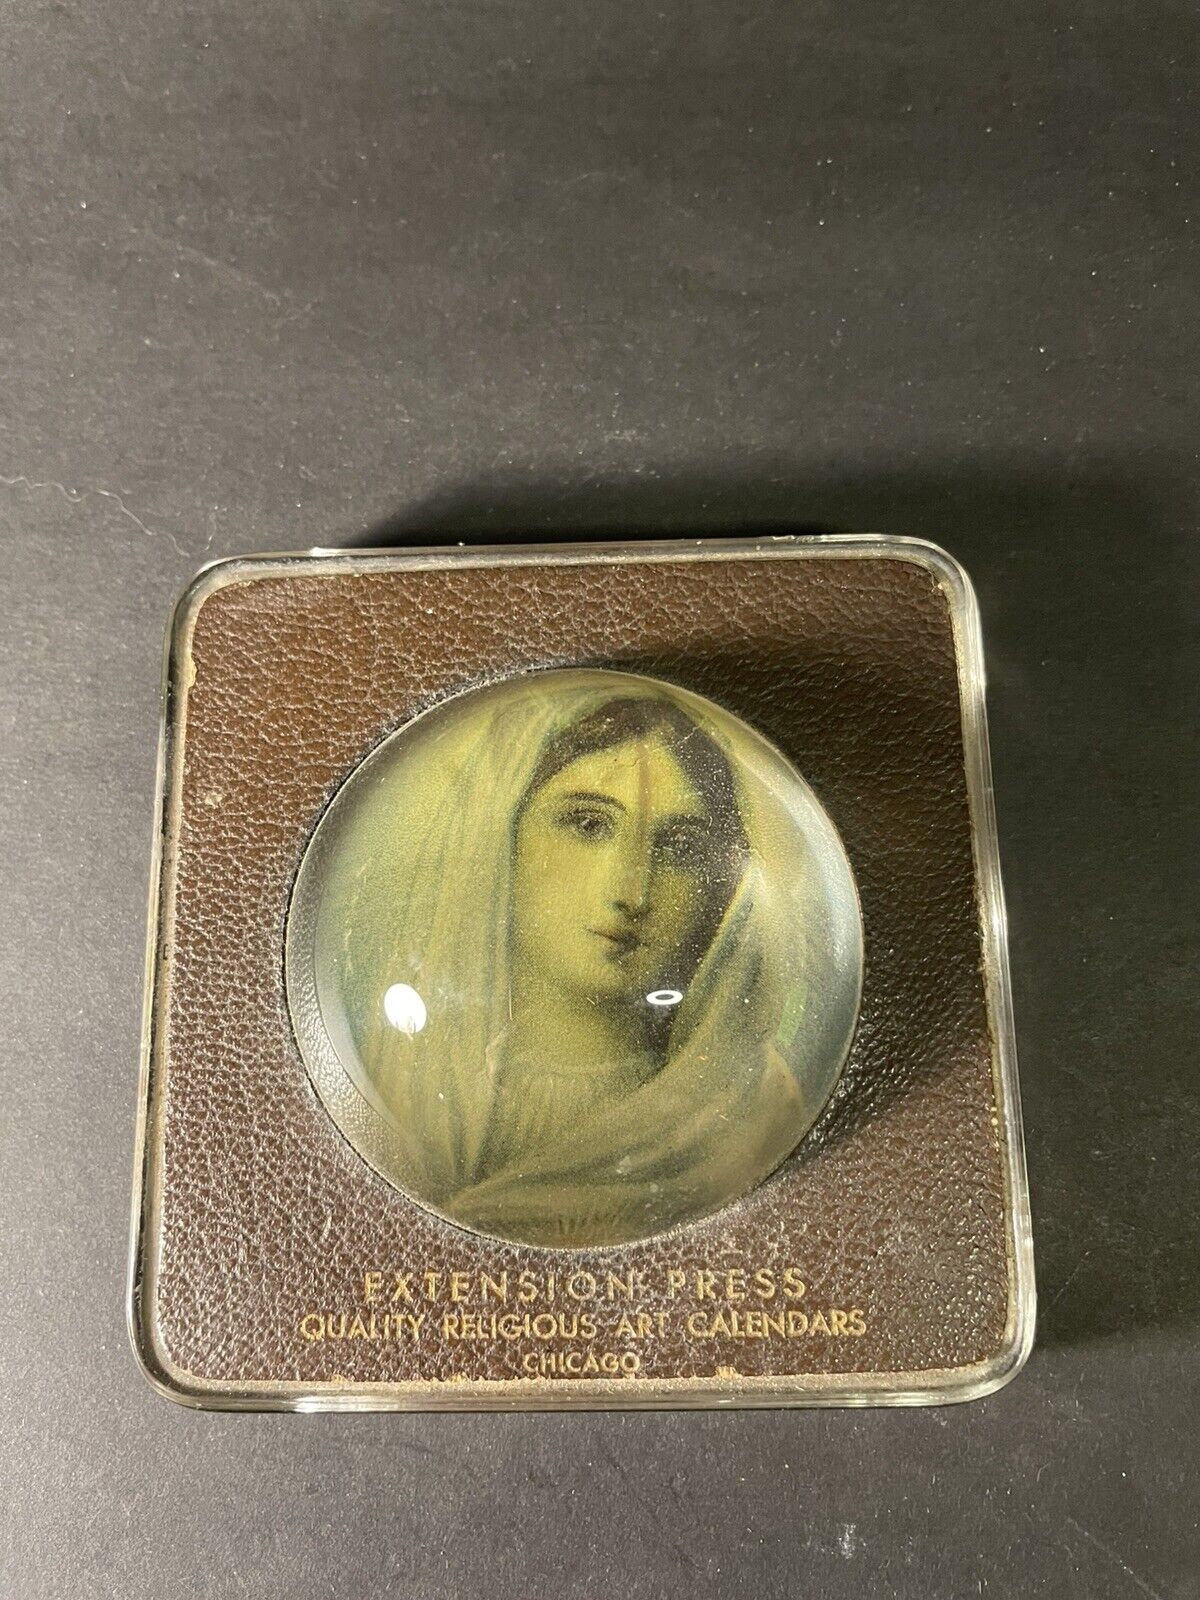 EXTENSION PRESS
QUALITY RELIGIOUS ART CALENDARS
CHICAGO